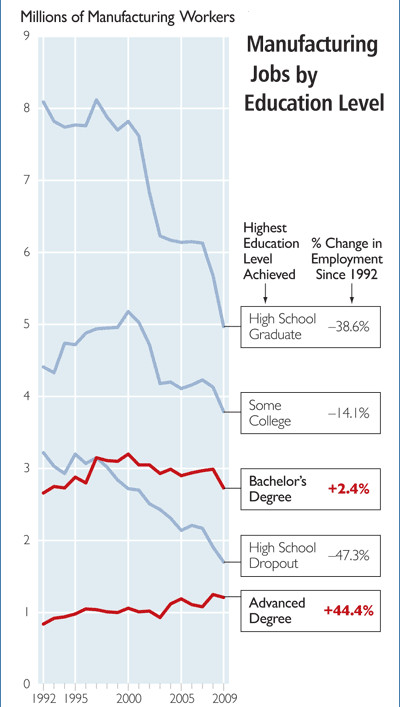 Millions of Manufacturing Workers
Manufacturing
Jobs by
Education Level
9
8
7
6
5
4
3
2
1
0
Highest
Education
Level
Achieved
% Change in
Employment
Since 1992
High School
Graduate
–38.6%
Some
College
–14.1%
Bachelor's
Degree
+2.4%
High School
Dropout
–47.3%
Advanced
Degree
+44.4%
1992 1995 2000 2005 2009